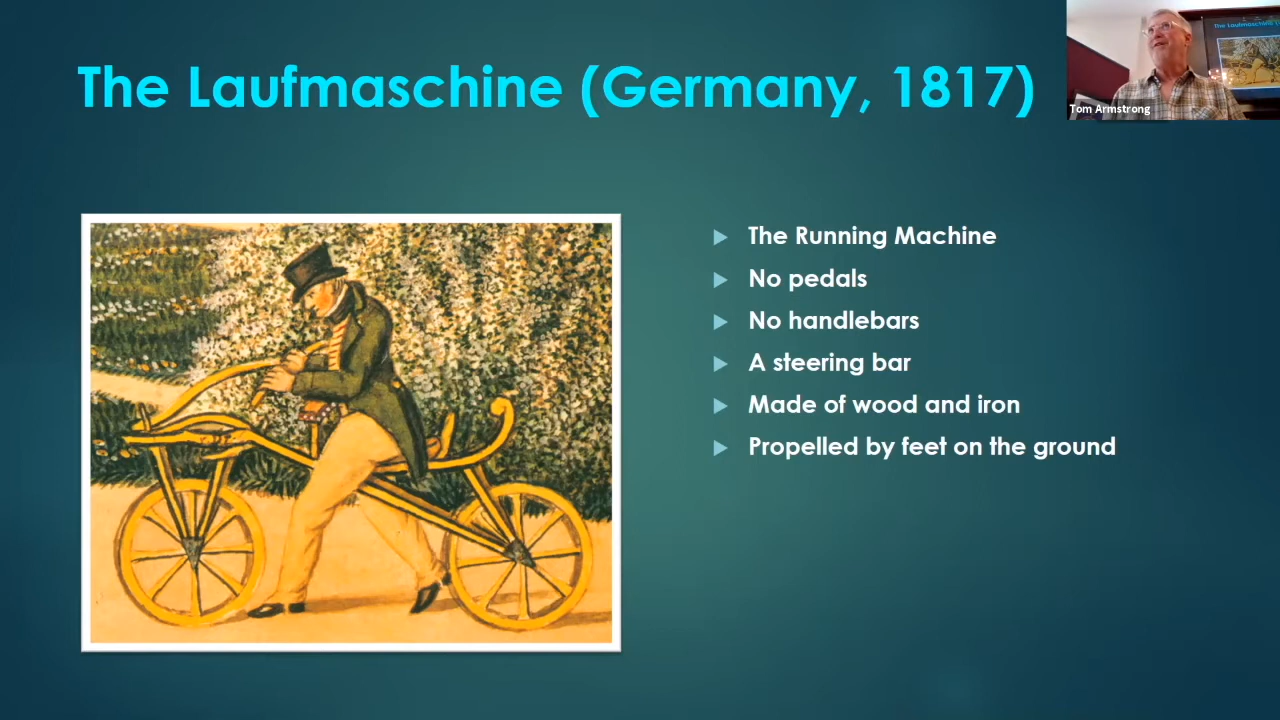 The Laufmaschine (Germany, 1817)
Tom Armstrong
The Running Machine
No pedals
No handlebars
A steering bar
Made of wood and iron
Propelled by feet on the ground